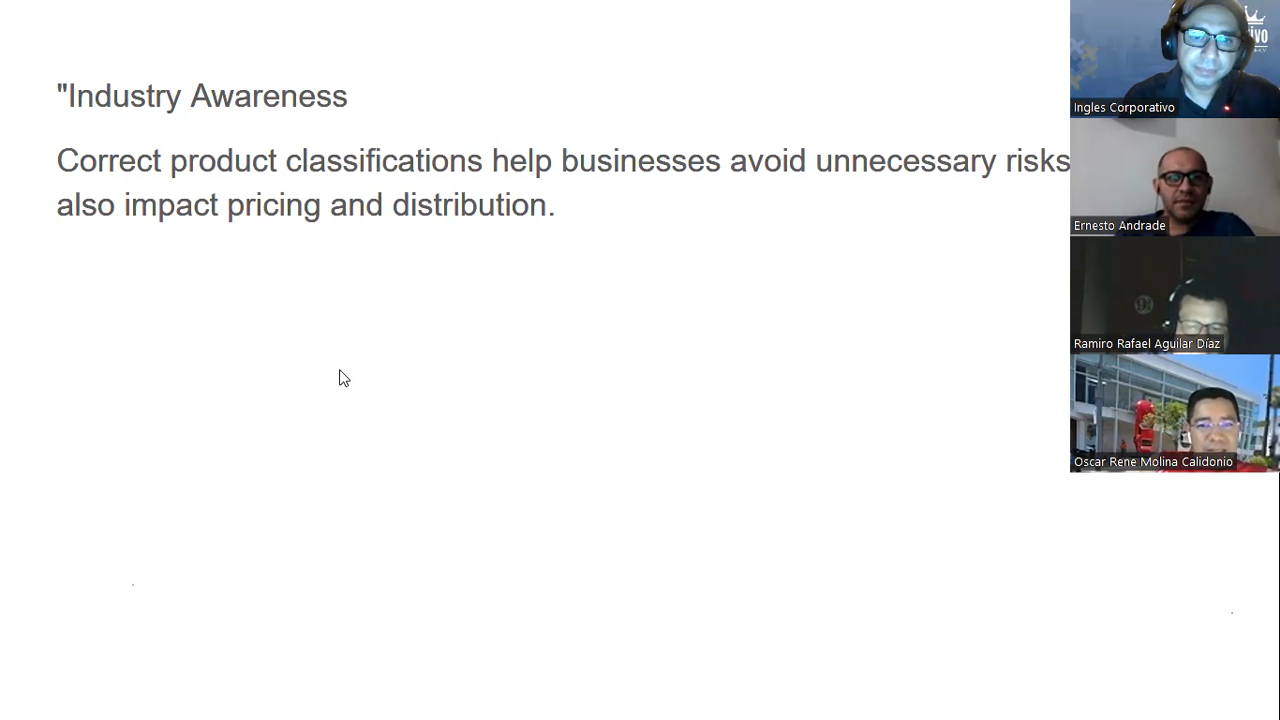 "Industry Awareness
Correct product classifications help businesses avoid unnecessary risks
also impact pricing and distribution.
Ingles Corporativo
Ernesto Andrade
Ramiro Rafael Aguilar Díaz
Oscar Rene Molina Calidonio